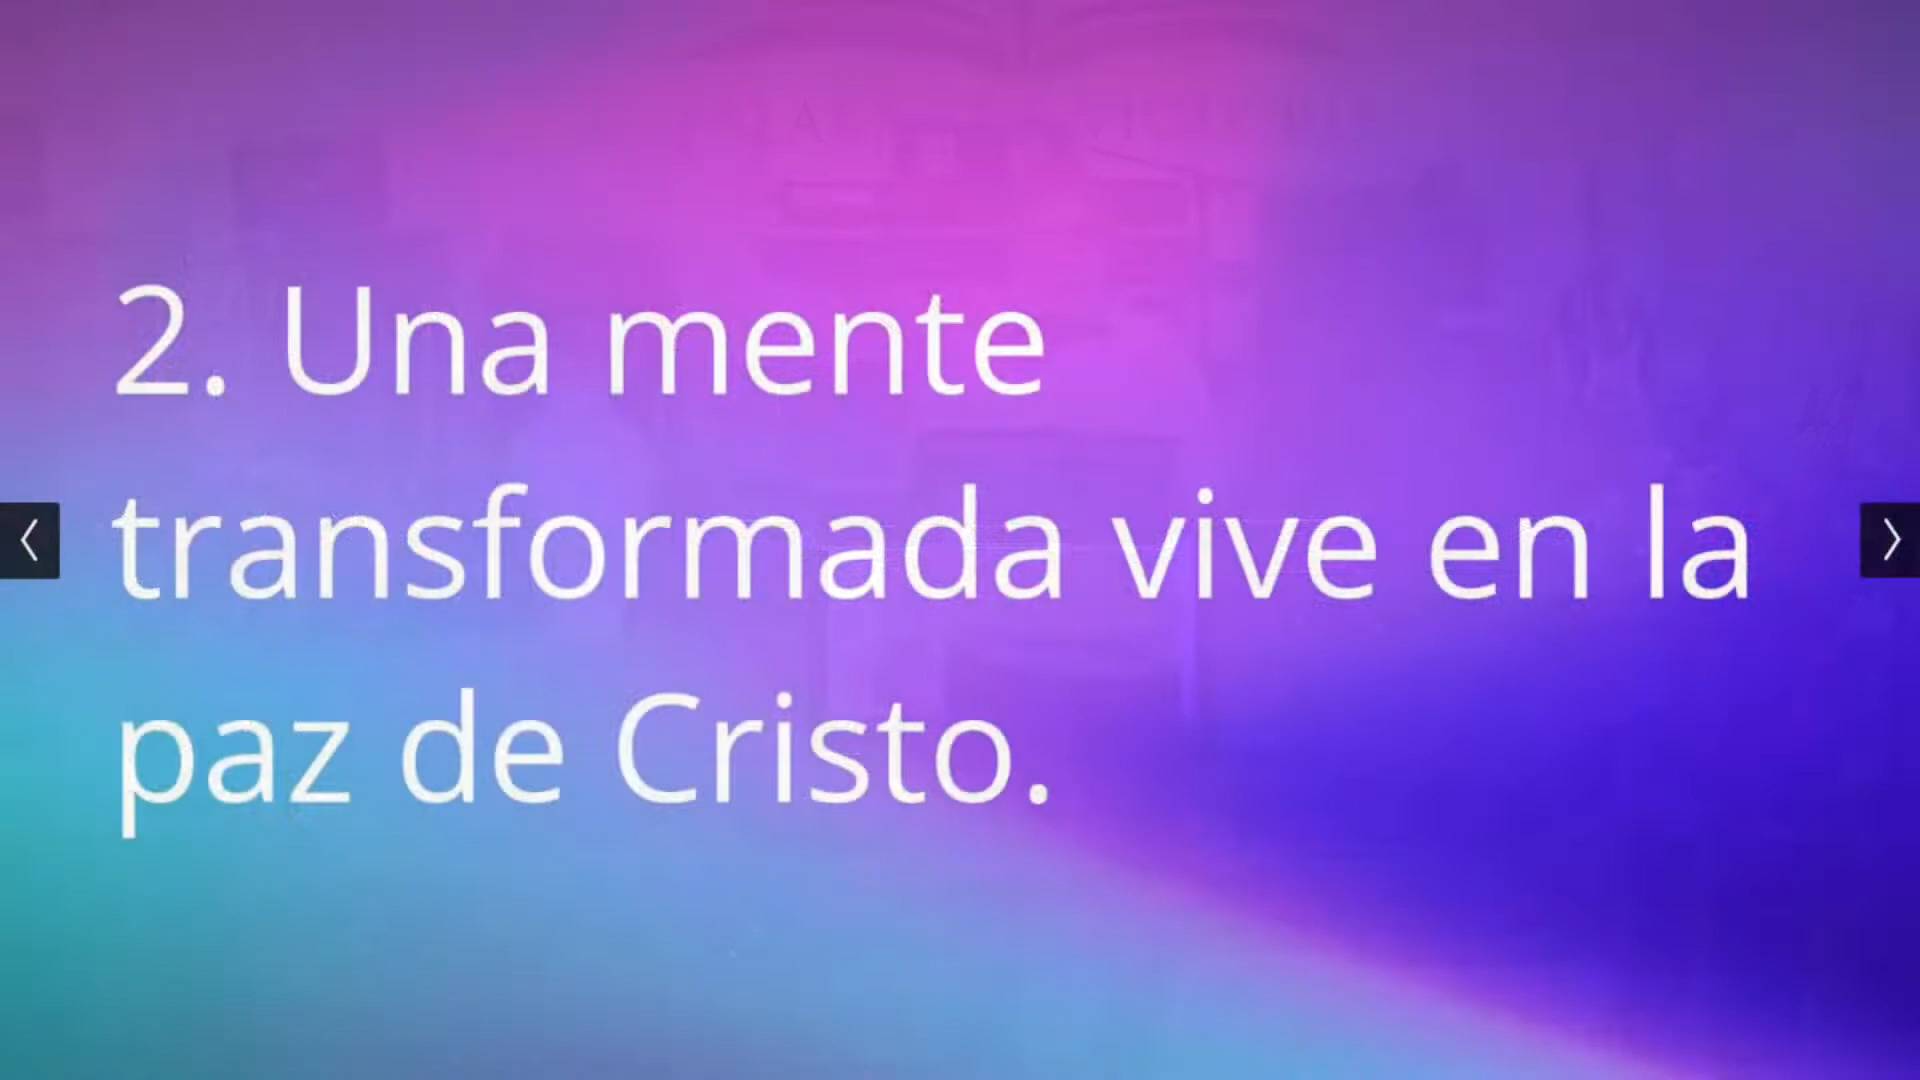 2. Una mente
transformada vive en la
paz de Cristo.